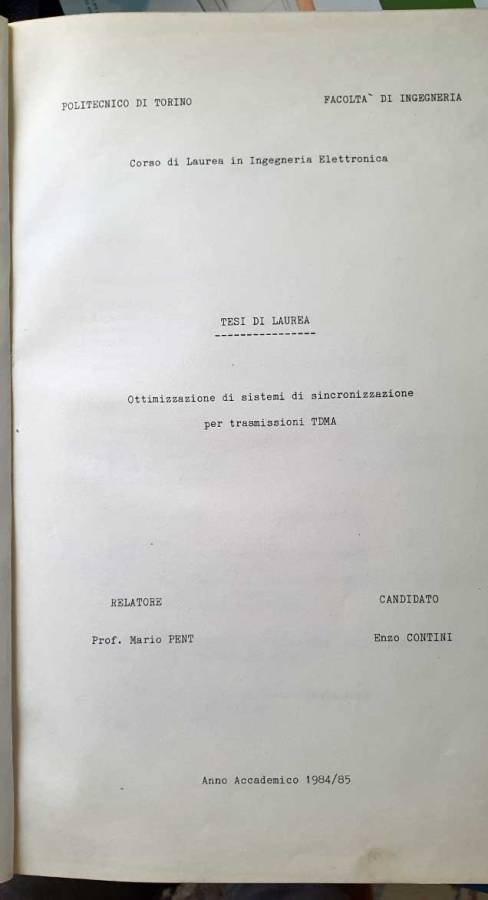 POLITECNICO DI TORINO FACOLTA` DI INGEGNERIA
Corso di Laurea in Ingegneria Elettronica
TESI DI LAUREA
----------------
Ottimizzazione di sistemi di sincronizzazione
per trasmissioni TDMA
RELATORE CANDIDATO
Prof. Mario PENT Enzo CONTINI
Anno Accademico 1984/85